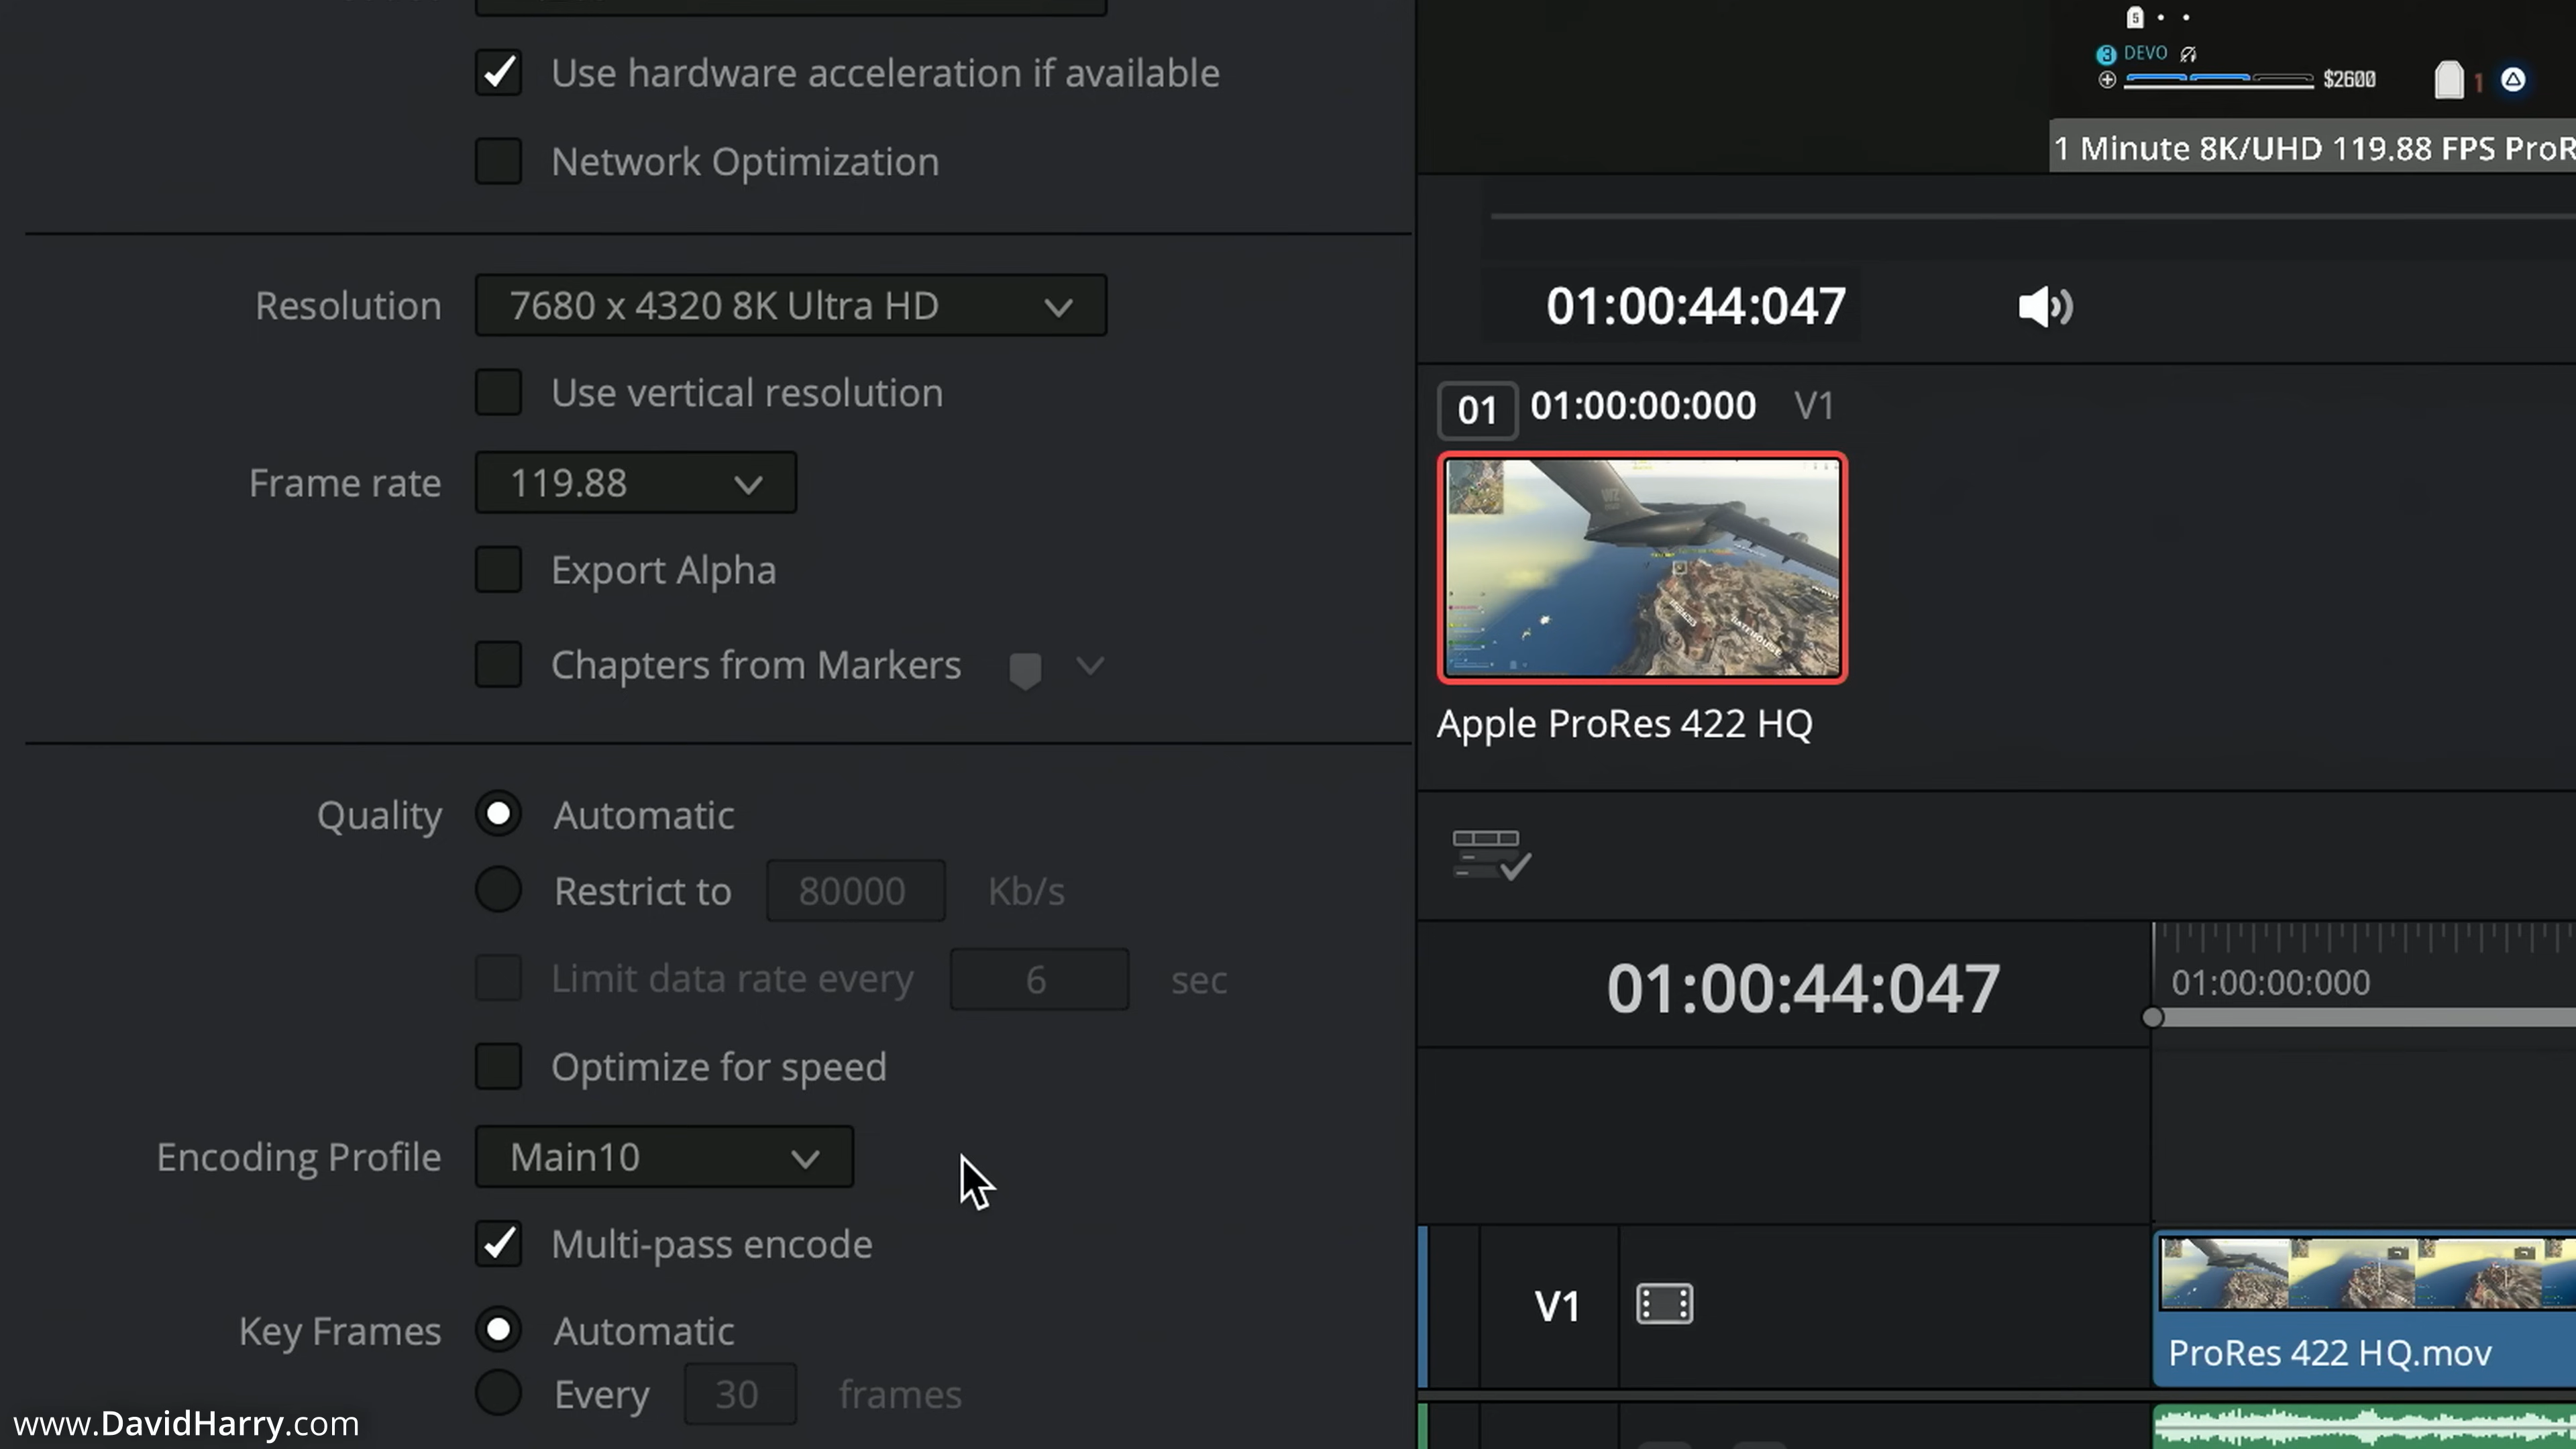 Use hardware acceleration if available
Network Optimization
Resolution
7680 x 4320 8K Ultra HD
Use vertical resolution
Frame rate
119.88
Export Alpha
Chapters from Markers
Quality
Automatic
Restrict to 80000 Kb/s
Limit data rate every 6 sec
Optimize for speed
Encoding Profile
Main10
Multi-pass encode
Key Frames
Automatic
Every 30 frames
www.DavidHarry.com
5
3 DEVO
$2600
1
1 Minute 8K/UHD 119.88 FPS ProR
01:00:44:047
01 01:00:00:000 V1
Apple ProRes 422 HQ
01:00:44:047
01:00:00:000
V1
ProRes 422 HQ.mov